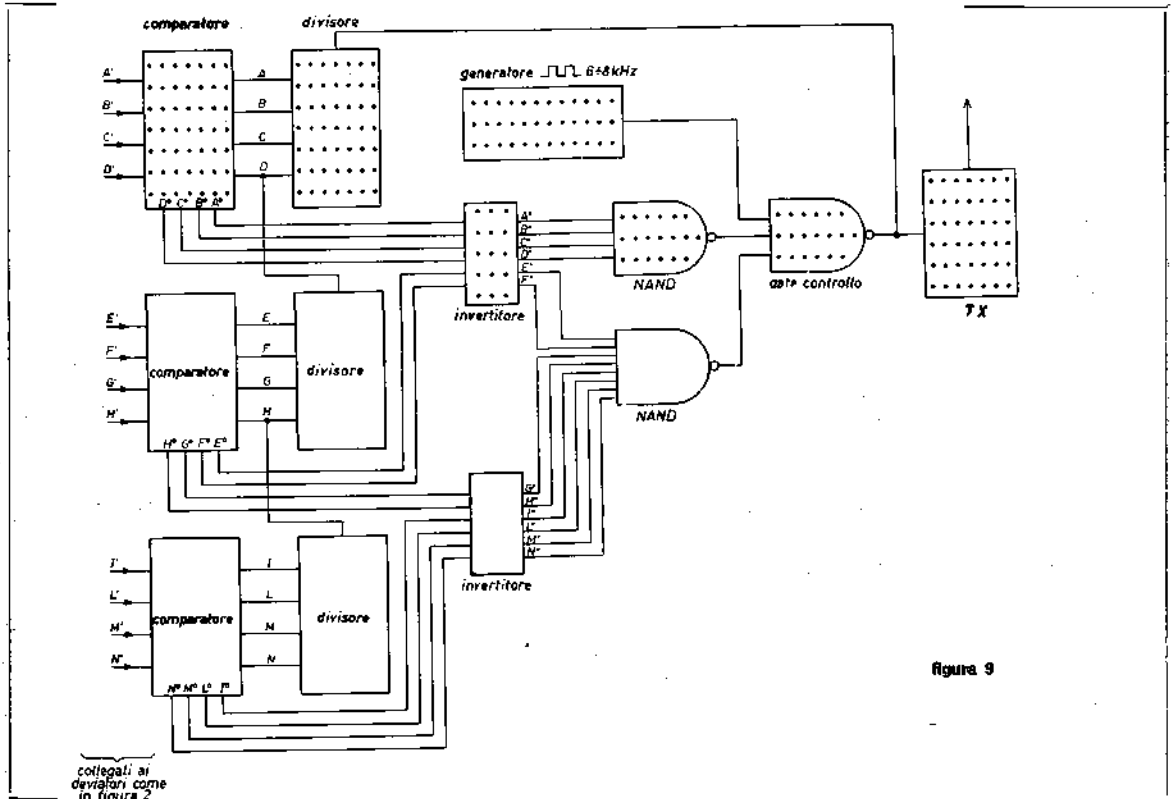 comparatore
divisore
generatore 6÷8kHz
A'
B'
C'
D'
A
B
C
D
D° C° B° A°
A"
B"
C"
D"
E"
F"
NAND
gate controllo
TX
invertitore
E'
F'
G'
H'
comparatore
E
F
G
H
divisore
H° G° F° E°
NAND
G"
H"
I"
L"
M"
N"
invertitore
I'
L'
M'
N'
comparatore
I
L
M
N
divisore
N° M° L° I°
figura 9
collegati ai
deviatori come
in figura 2